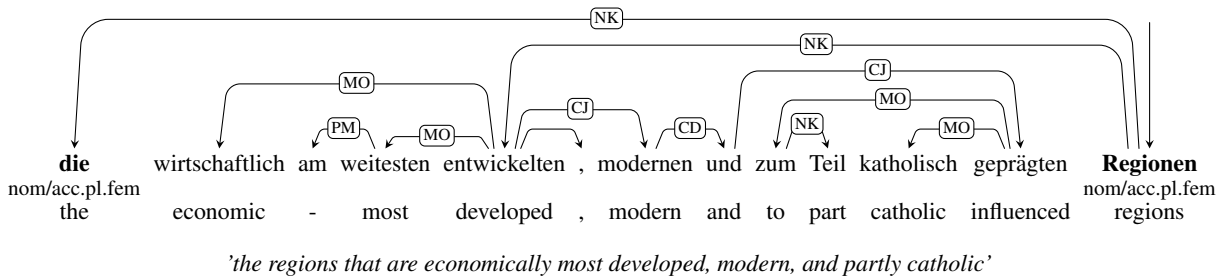 NK
NK
MO CJ
CJ MO
PM MO CD NK MO
die wirtschaftlich am weitesten entwickelten , modernen und zum Teil katholisch geprägten Regionen
nom/acc.pl.fem nom/acc.pl.fem
the economic - most developed , modern and to part catholic influenced regions
'the regions that are economically most developed, modern, and partly catholic'